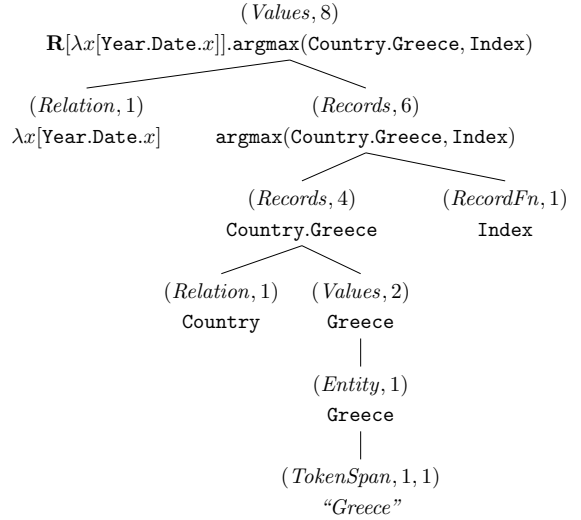 (Values, 8)
R[λx[Year.Date.x]].argmax(Country.Greece, Index)
(Relation, 1) (Records, 6)
λx[Year.Date.x] argmax(Country.Greece, Index)
(Records, 4) (RecordFn, 1)
Country.Greece Index
(Relation, 1) (Values, 2)
Country Greece
(Entity, 1)
Greece
(TokenSpan, 1, 1)
“Greece”